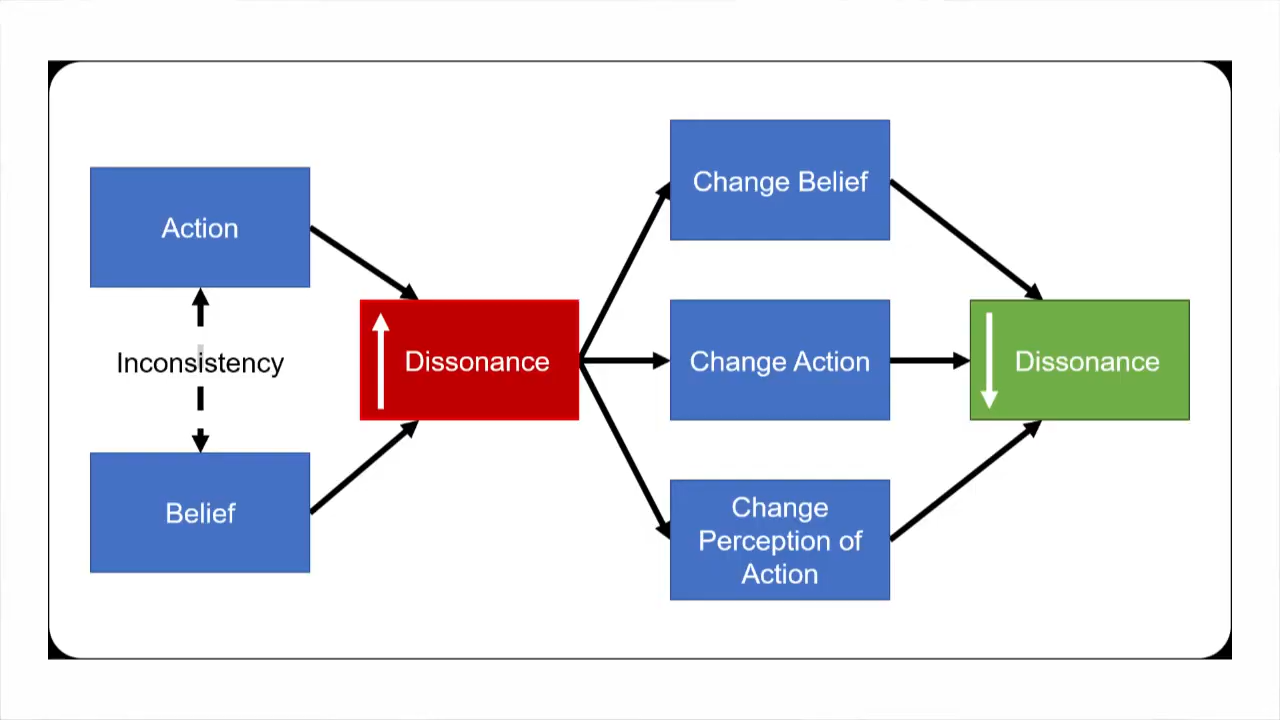 Action
Inconsistency
Belief
Dissonance
Change Belief
Change Action
Change
Perception of
Action
Dissonance